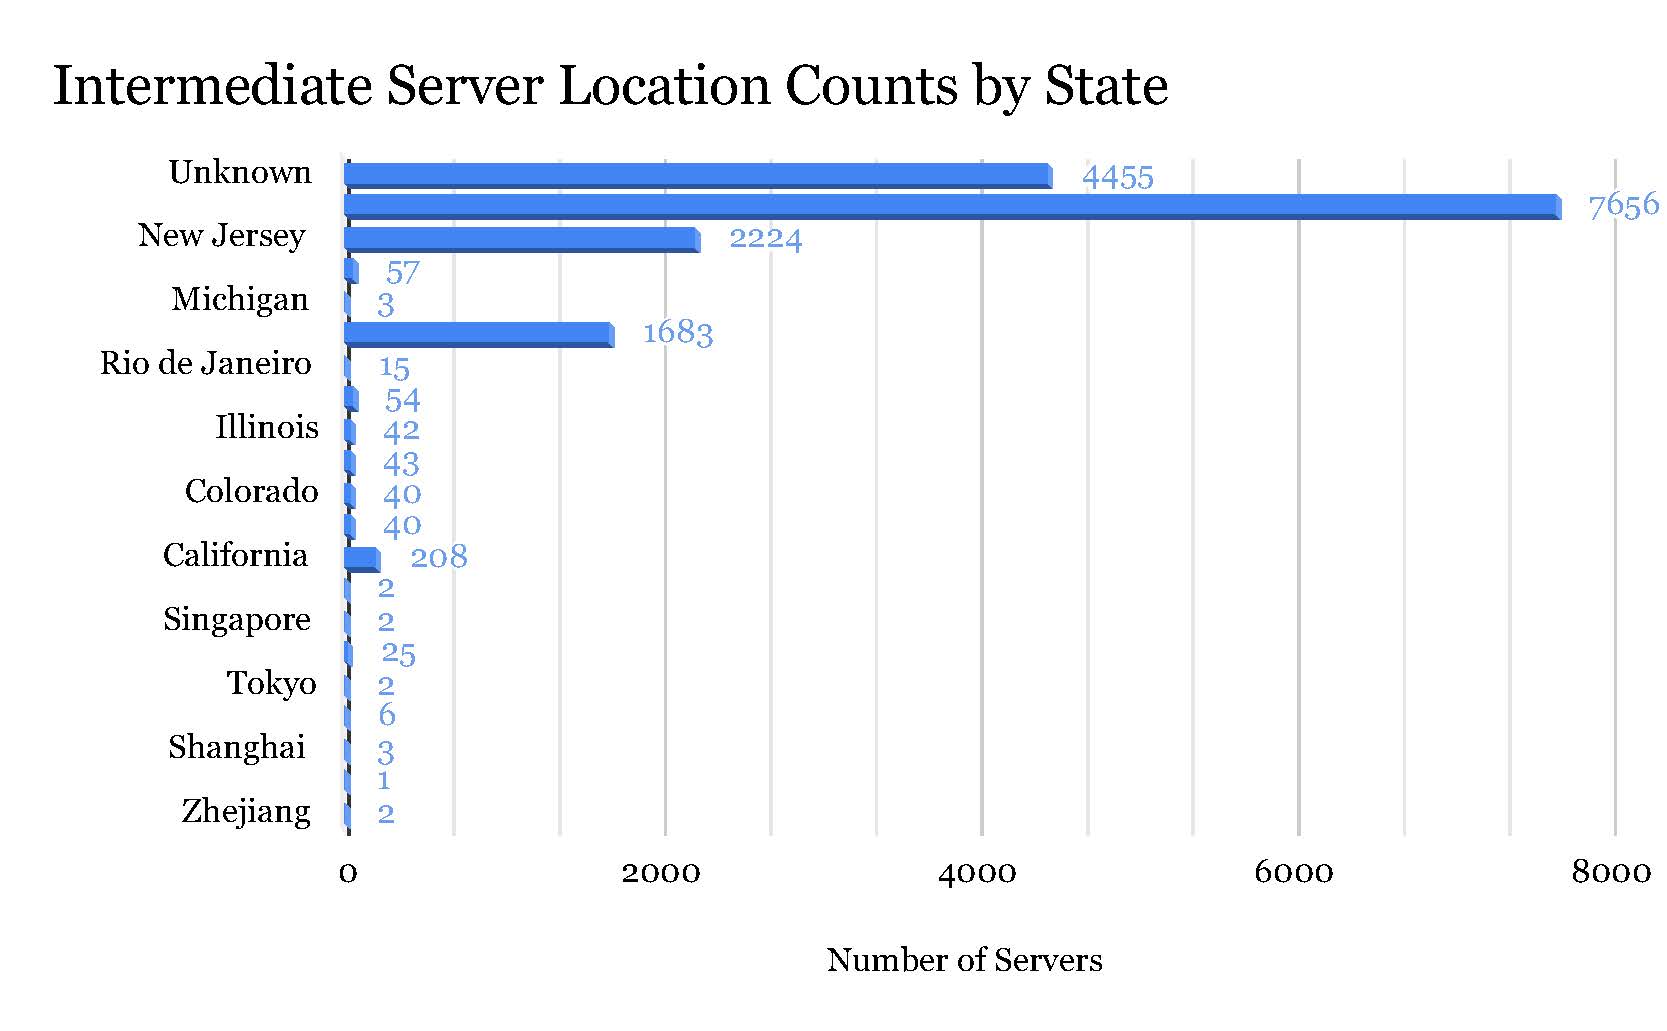 Intermediate Server Location Counts by State
Unknown 4455
7656
New Jersey 2224
57
Michigan 3
1683
Rio de Janeiro 15
54
Illinois 42
43
Colorado 40
40
California 208
2
Singapore 2
25
Tokyo 2
6
Shanghai 3
1
Zhejiang 2
0 2000 4000 6000 8000
Number of Servers